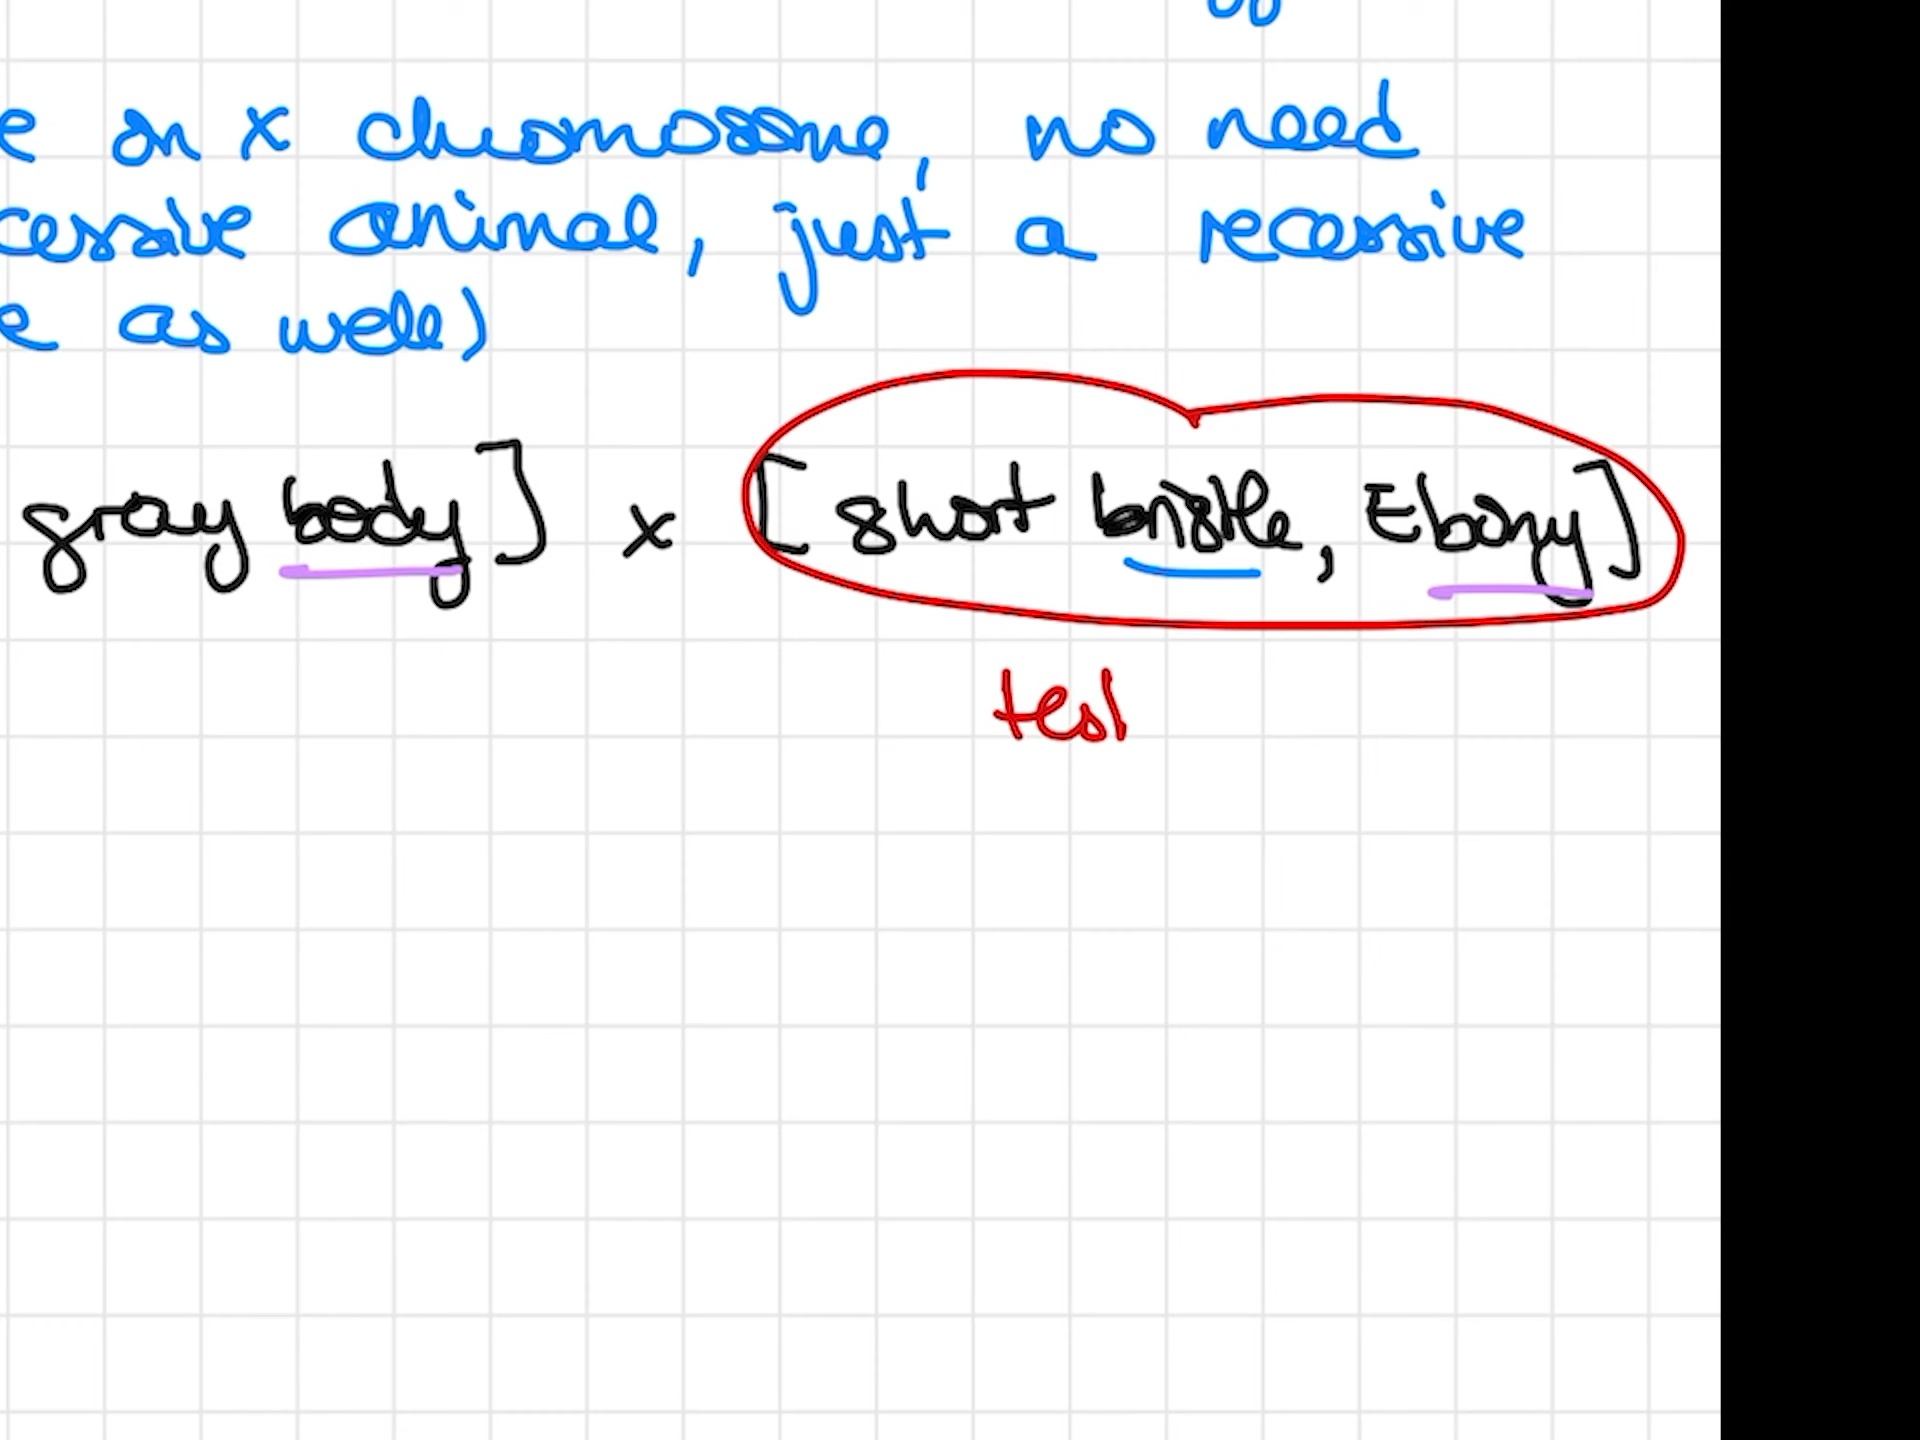 e on x chromosome, no need
cessive animal, just a recessive
e as well)
gray body] x [short bristle, Ebony]
test